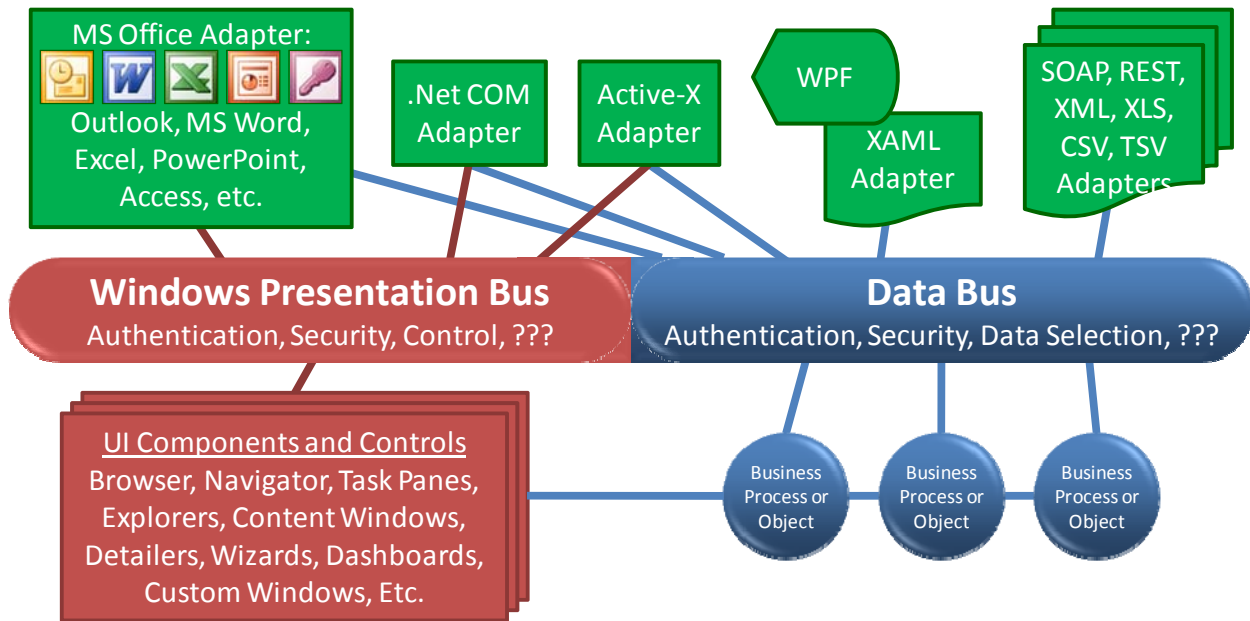 MS Office Adapter:
Outlook, MS Word,
Excel, PowerPoint,
Access, etc.
.Net COM
Adapter
Active-X
Adapter
WPF
XAML
Adapter
SOAP, REST,
XML, XLS,
CSV, TSV
Adapters
Windows Presentation Bus
Authentication, Security, Control, ???
Data Bus
Authentication, Security, Data Selection, ???
UI Components and Controls
Browser, Navigator, Task Panes,
Explorers, Content Windows,
Detailers, Wizards, Dashboards,
Custom Windows, Etc.
Business
Process or
Object
Business
Process or
Object
Business
Process or
Object